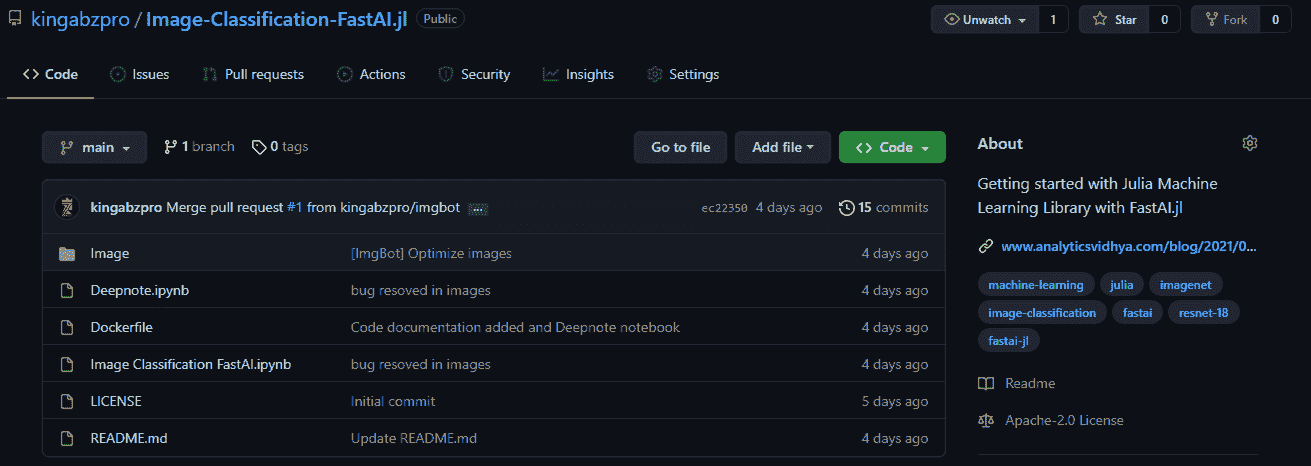 kingabzpro / Image-Classification-FastAI.jl Public
Unwatch 1 Star 0 Fork 0
Code Issues Pull requests Actions Security Insights Settings
main 1 branch 0 tags Go to file Add file Code
kingabzpro Merge pull request #1 from kingabzpro/imgbot ... ec22350 4 days ago 15 commits
Image [ImgBot] Optimize images 4 days ago
Deepnote.ipynb bug resoved in images 4 days ago
Dockerfile Code documentation added and Deepnote notebook 4 days ago
Image Classification FastAI.ipynb bug resoved in images 4 days ago
LICENSE Initial commit 5 days ago
README.md Update README.md 4 days ago
About
Getting started with Julia Machine
Learning Library with FastAI.jl
www.analyticsvidhya.com/blog/2021/0...
machine-learning julia imagenet
image-classification fastai resnet-18
fastai-jl
Readme
Apache-2.0 License